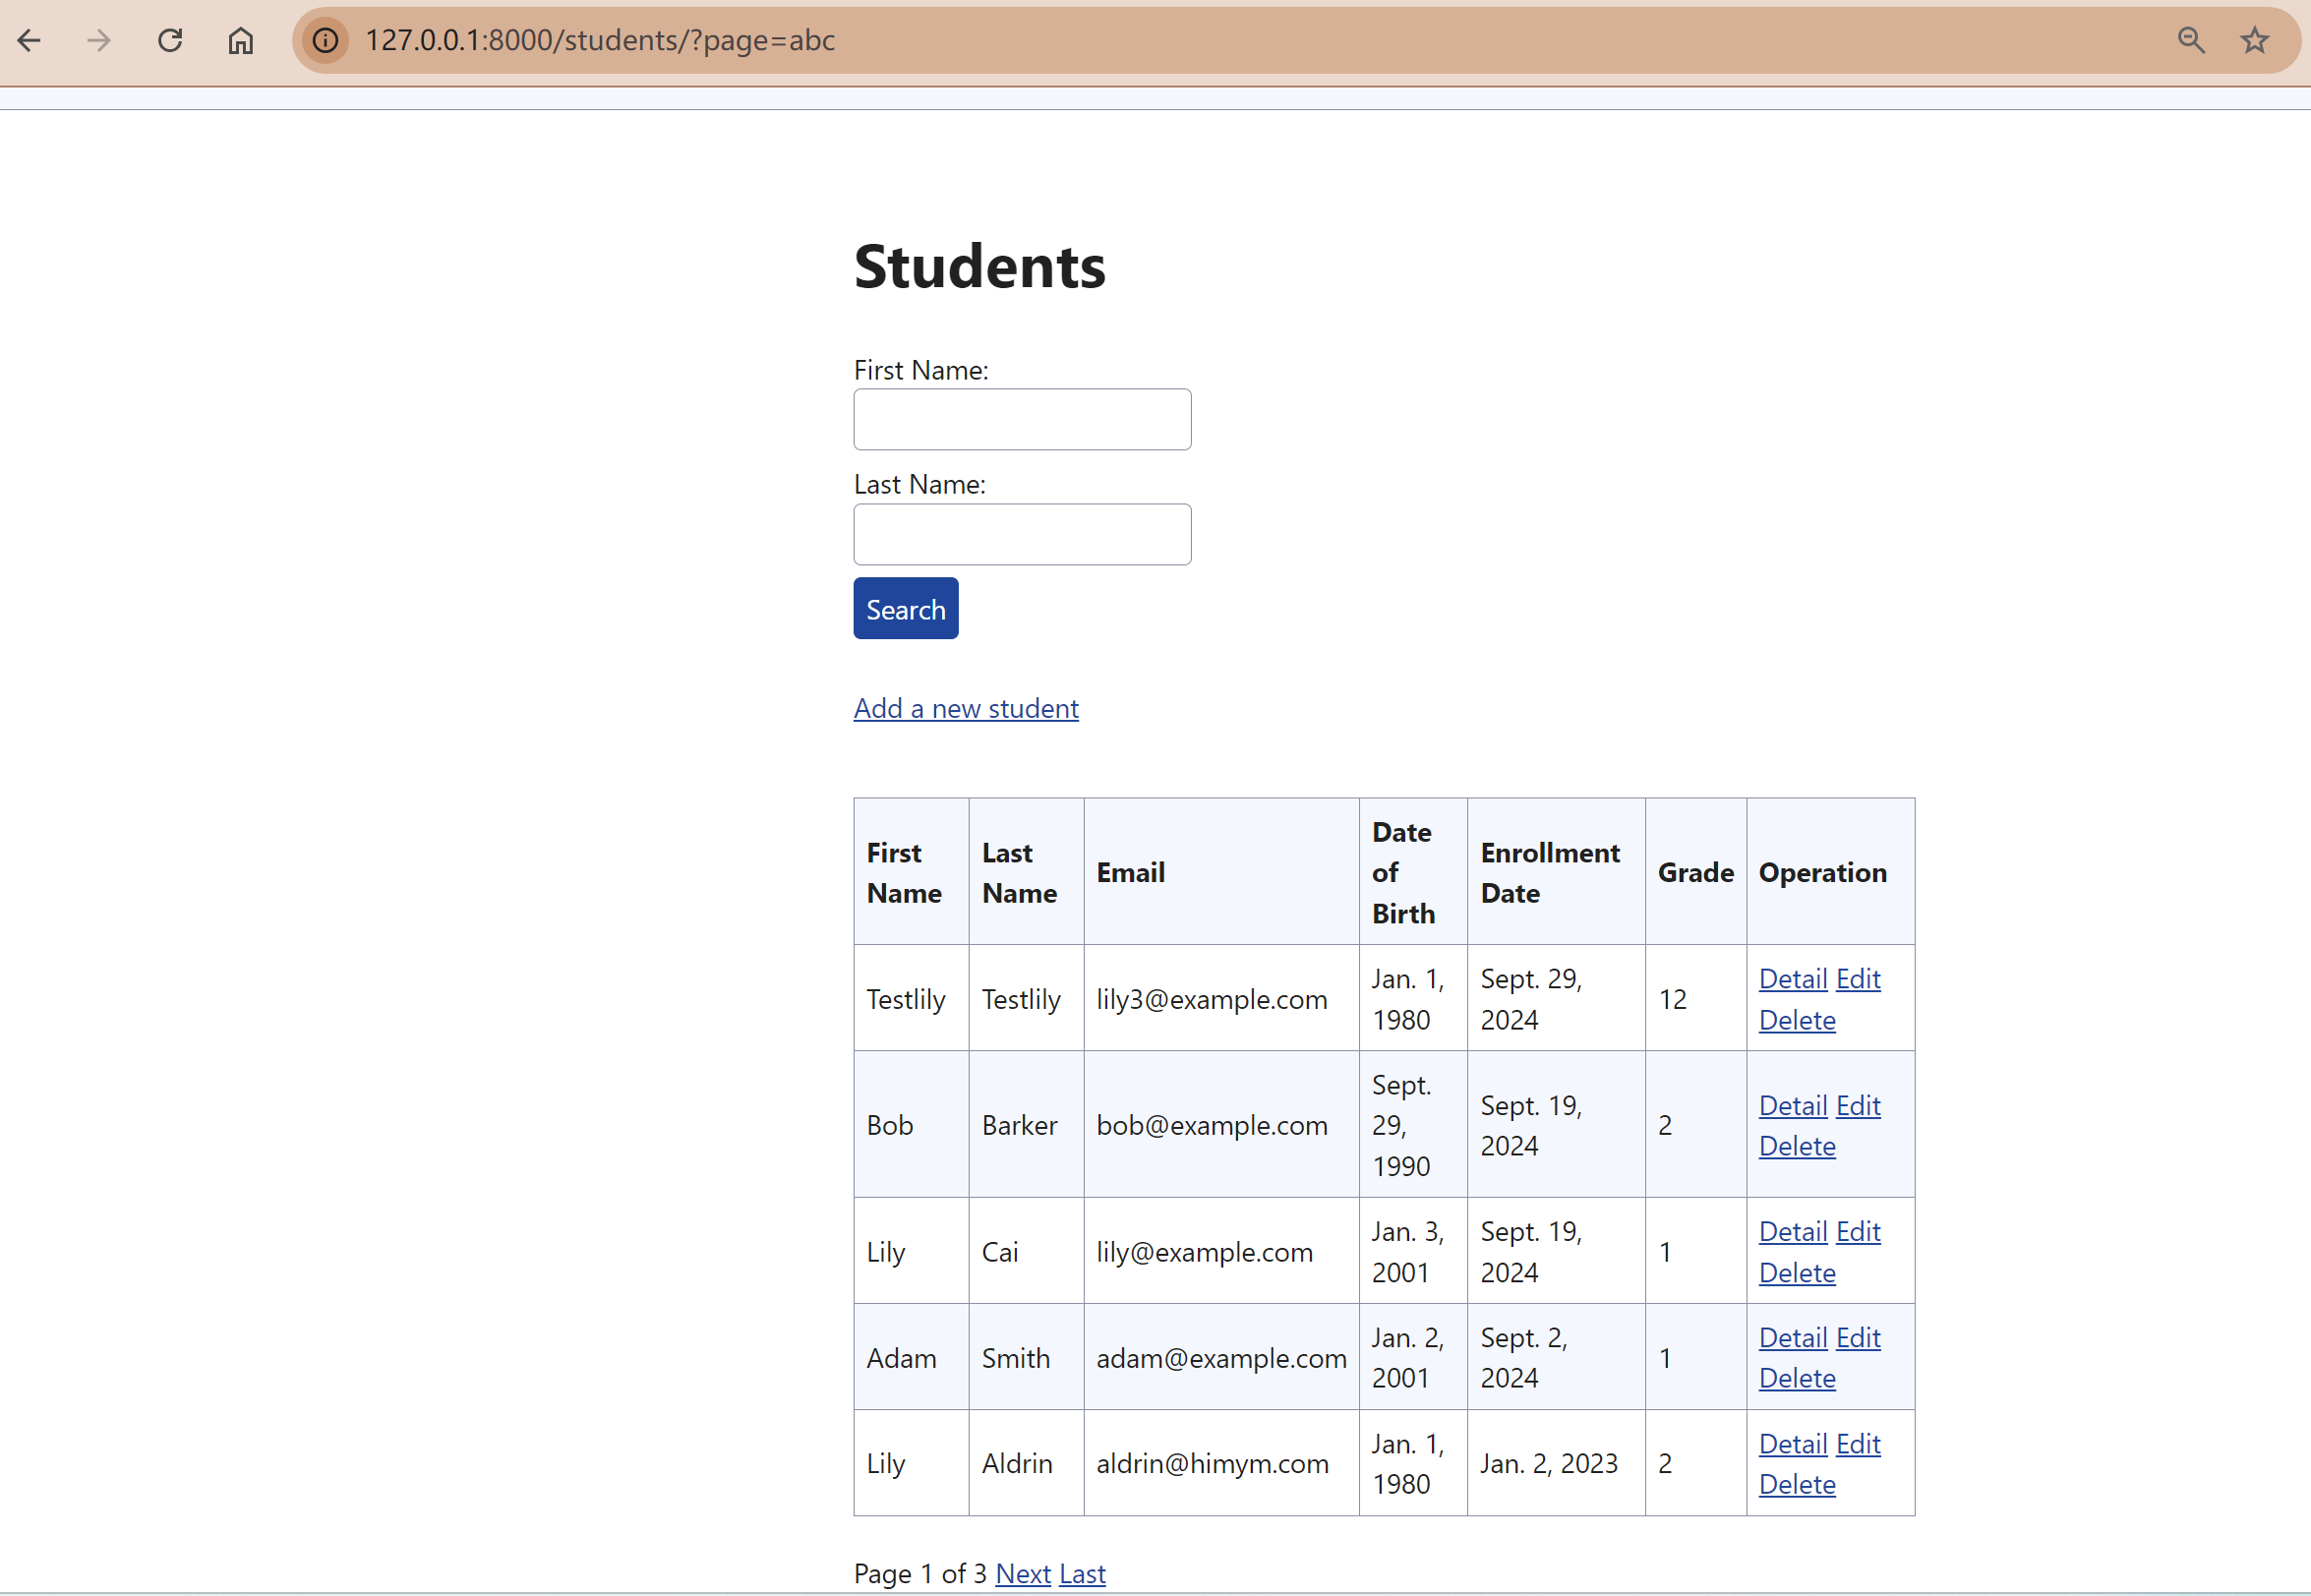 127.0.0.1:8000/students/?page=abc
Students
First Name:
Last Name:
Search
Add a new student
First Name Last Name Email Date of Birth Enrollment Date Grade Operation
Testlily Testlily lily3@example.com Jan. 1, 1980 Sept. 29, 2024 12 Detail Edit Delete
Bob Barker bob@example.com Sept. 29, 1990 Sept. 19, 2024 2 Detail Edit Delete
Lily Cai lily@example.com Jan. 3, 2001 Sept. 19, 2024 1 Detail Edit Delete
Adam Smith adam@example.com Jan. 2, 2001 Sept. 2, 2024 1 Detail Edit Delete
Lily Aldrin aldrin@himym.com Jan. 1, 1980 Jan. 2, 2023 2 Detail Edit Delete
Page 1 of 3 Next Last